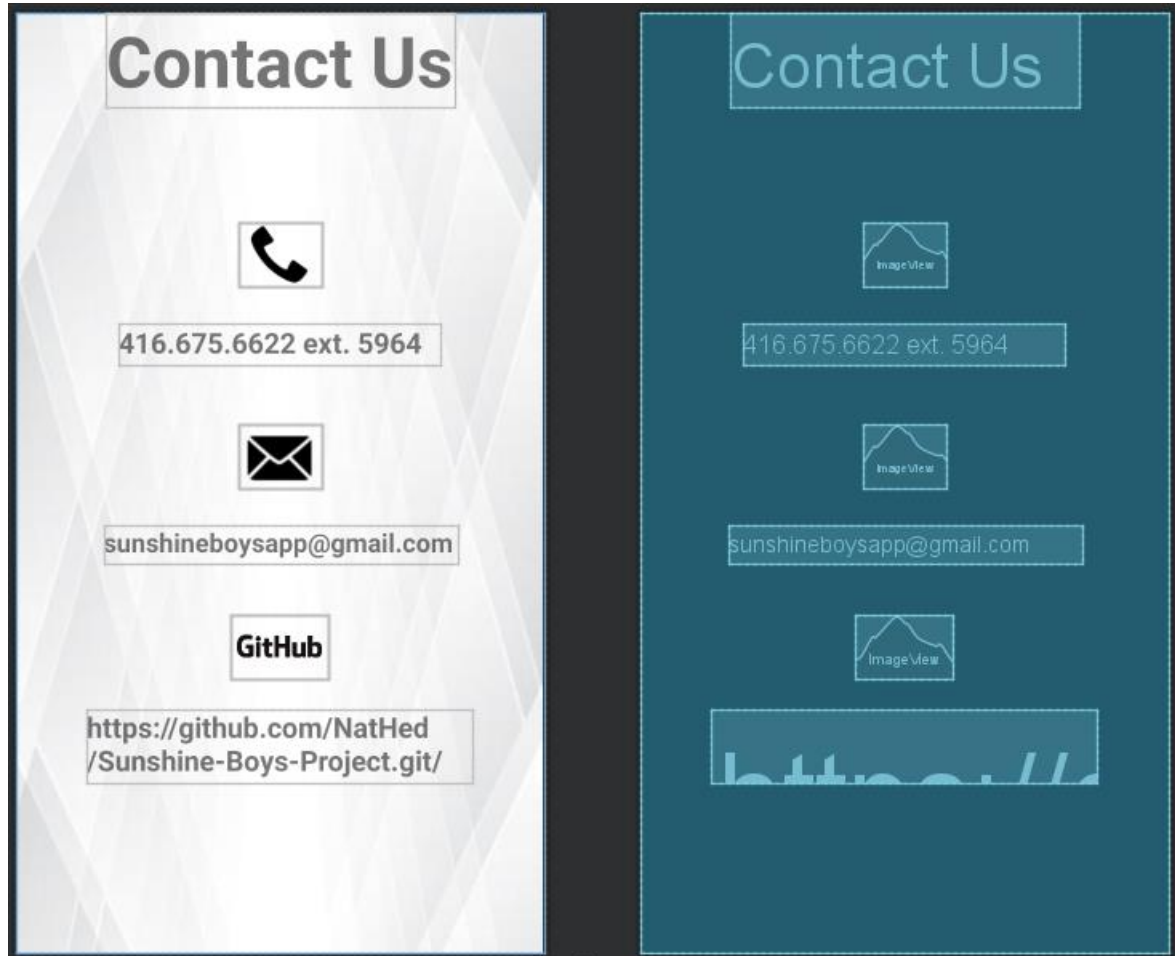 Contact Us
416.675.6622 ext. 5964
sunshineboysapp@gmail.com
GitHub
https://github.com/NatHed
/Sunshine-Boys-Project.git/
Contact Us
ImageView
416.675.6622 ext. 5964
ImageView
sunshineboysapp@gmail.com
ImageView